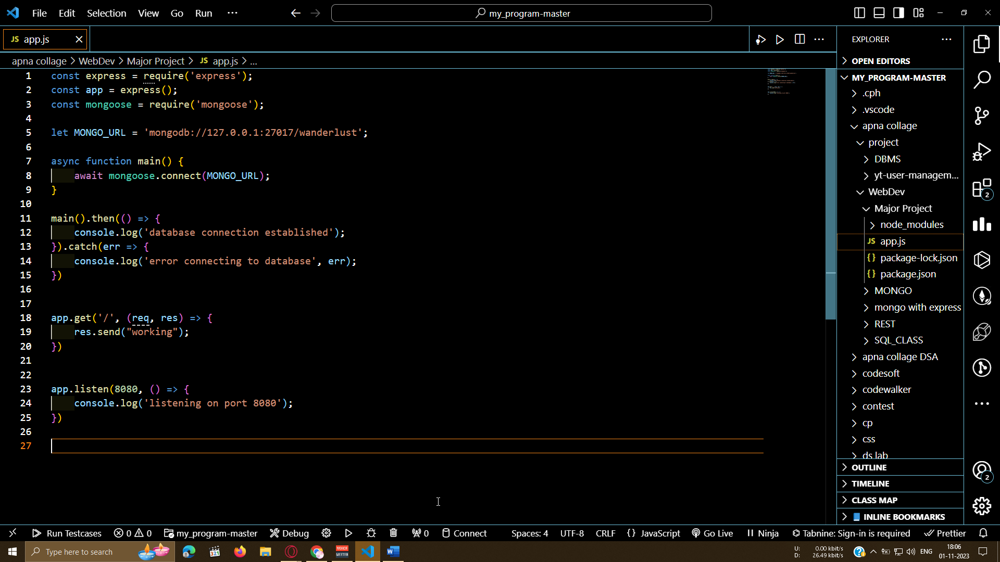 File Edit Selection View Go Run ···
my_program-master
JS app.js
apna collage > WebDev > Major Project > JS app.js > ...
1 const express = require('express');
2 const app = express();
3 const mongoose = require('mongoose');
4
5 let MONGO_URL = 'mongodb://127.0.0.1:27017/wanderlust';
6
7 async function main() {
8 await mongoose.connect(MONGO_URL);
9 }
10
11 main().then(() => {
12 console.log('database connection established');
13 }).catch(err => {
14 console.log('error connecting to database', err);
15 })
16
17
18 app.get('/', (req, res) => {
19 res.send("working");
20 })
21
22
23 app.listen(8080, () => {
24 console.log('listening on port 8080');
25 })
26
27
EXPLORER ···
OPEN EDITORS
MY_PROGRAM-MASTER
.cph
.vscode
apna collage
project
DBMS
yt-user-managem...
WebDev
Major Project
node_modules
JS app.js
{} package-lock.json
{} package.json
MONGO
mongo with express
REST
SQL_CLASS
apna collage DSA
codesoft
codewalker
contest
cp
css
ds lab
OUTLINE
TIMELINE
CLASS MAP
INLINE BOOKMARKS
2
2
Run Testcases 0 0 my_program-master Debug 0 Connect Spaces: 4 UTF-8 CRLF {} JavaScript Go Live Ninja Tabnine: Sign-in is required Prettier
Type here to search
321
VOICE MEETER
U: 0.00 kbit/s
D: 26.49 kbit/s
ENG
18:06
01-11-2023